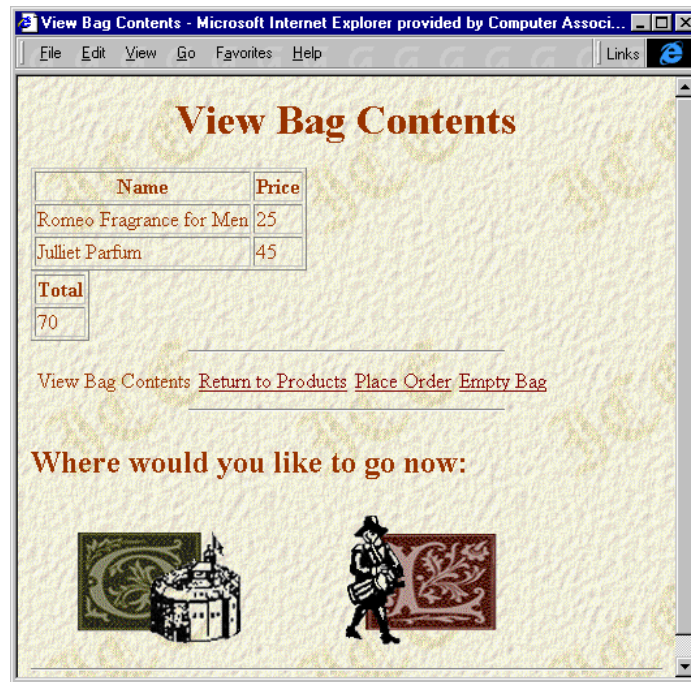 View Bag Contents - Microsoft Internet Explorer provided by Computer Associ...
File Edit View Go Favorites Help Links
View Bag Contents
Name Price
Romeo Fragrance for Men 25
Julliet Parfum 45
Total
70
View Bag Contents Return to Products Place Order Empty Bag
Where would you like to go now:
L